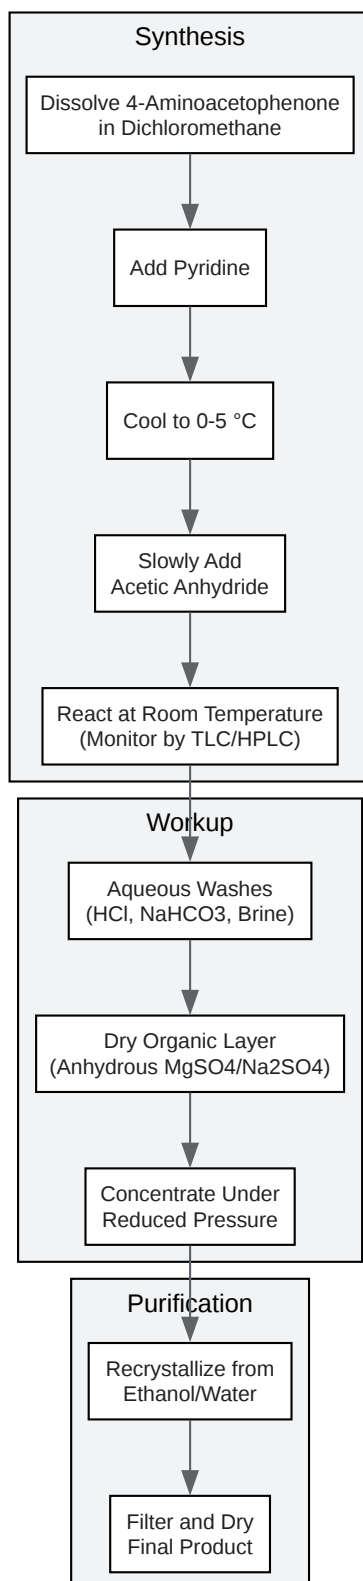 Synthesis
Dissolve 4-Aminoacetophenone
in Dichloromethane
Add Pyridine
Cool to 0-5 °C
Slowly Add
Acetic Anhydride
React at Room Temperature
(Monitor by TLC/HPLC)
Workup
Aqueous Washes
(HCl, NaHCO3, Brine)
Dry Organic Layer
(Anhydrous MgSO4/Na2SO4)
Concentrate Under
Reduced Pressure
Purification
Recrystallize from
Ethanol/Water
Filter and Dry
Final Product